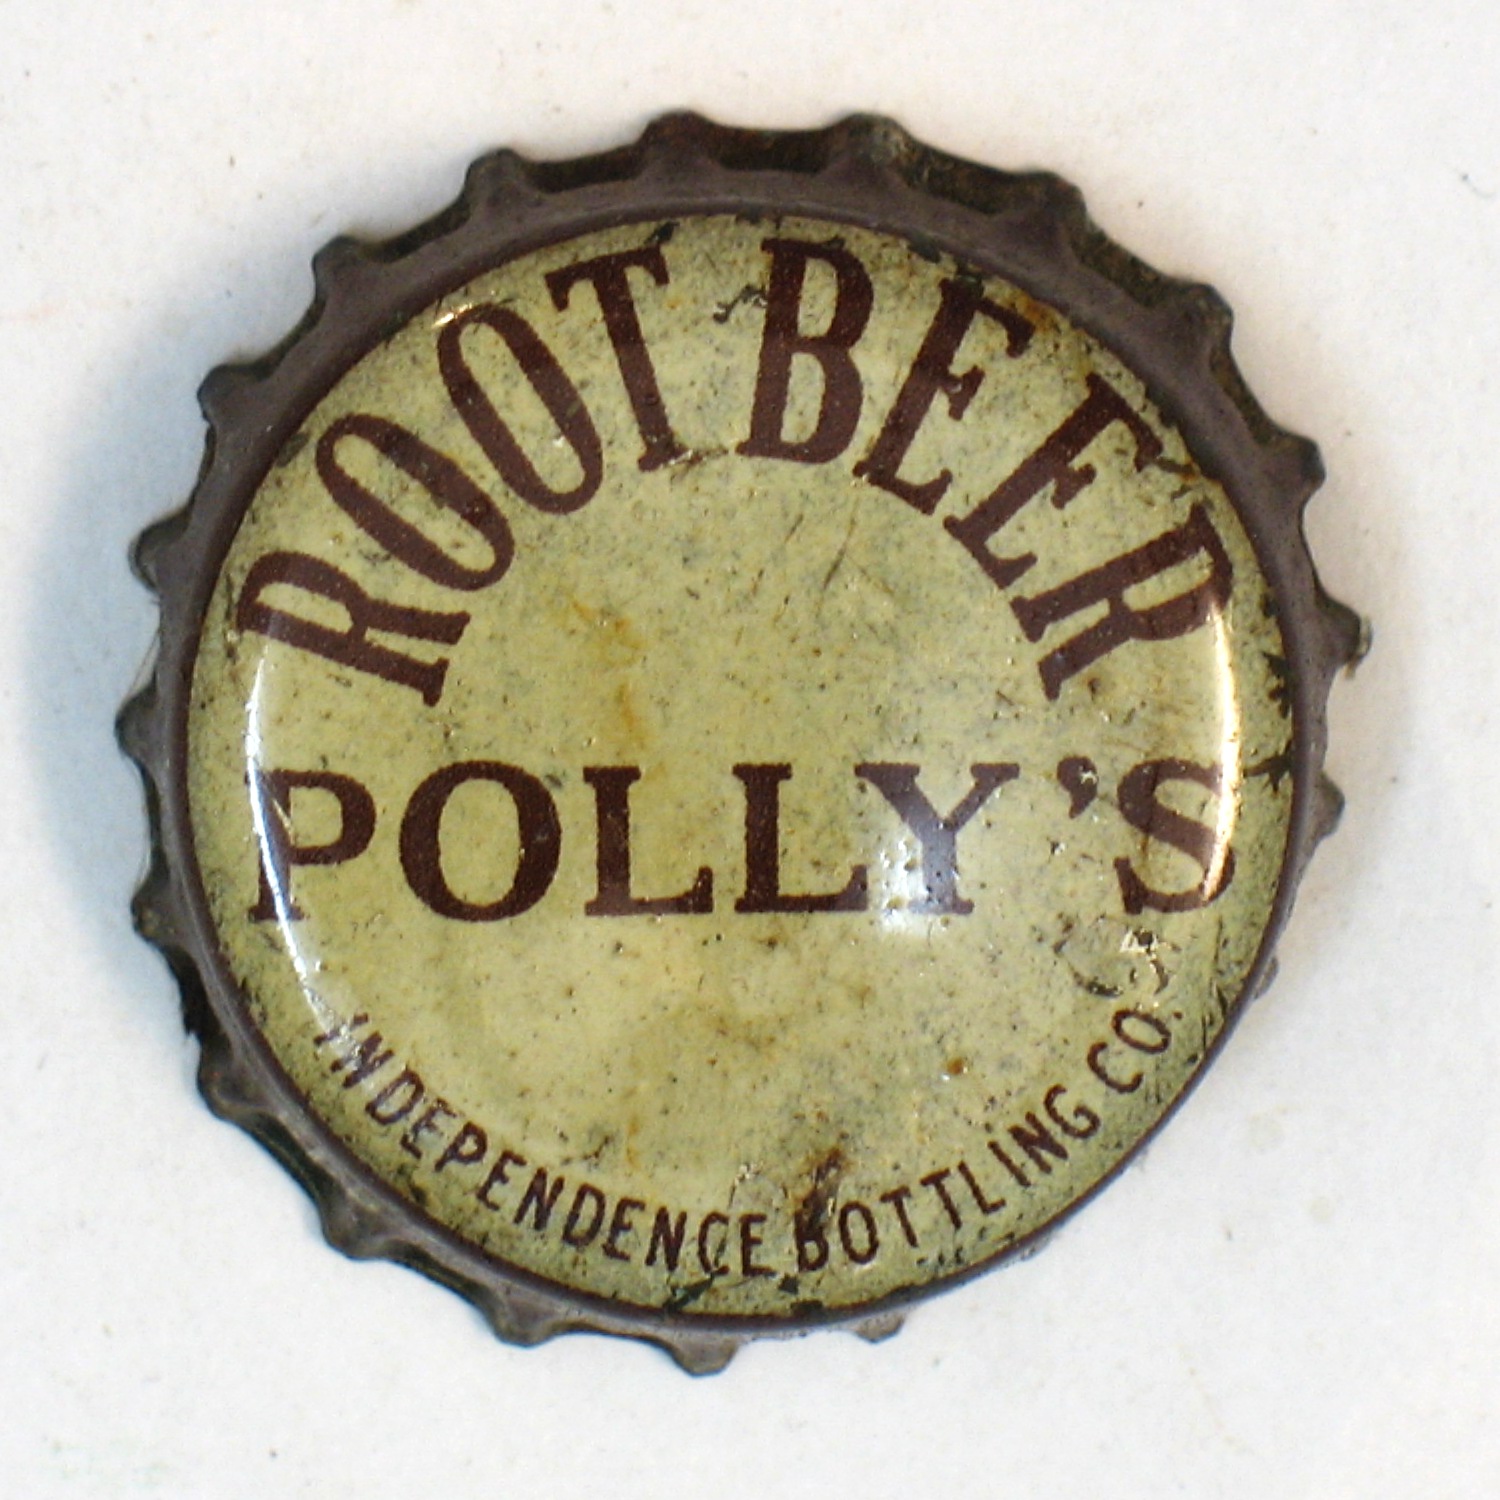 ROOT BEER
POLLY'S
INDEPENDENCE BOTTLING CO.